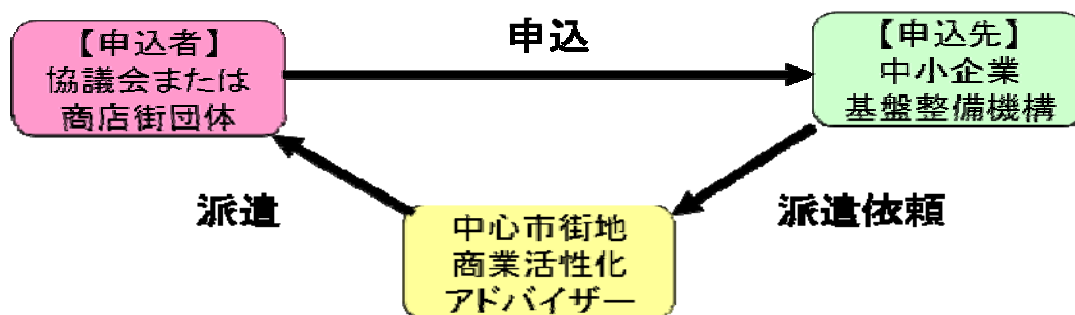 【申込者】
協議会または
商店街団体
申込
【申込先】
中小企業
基盤整備機構
派遣
派遣依頼
中心市街地
商業活性化
アドバイザー